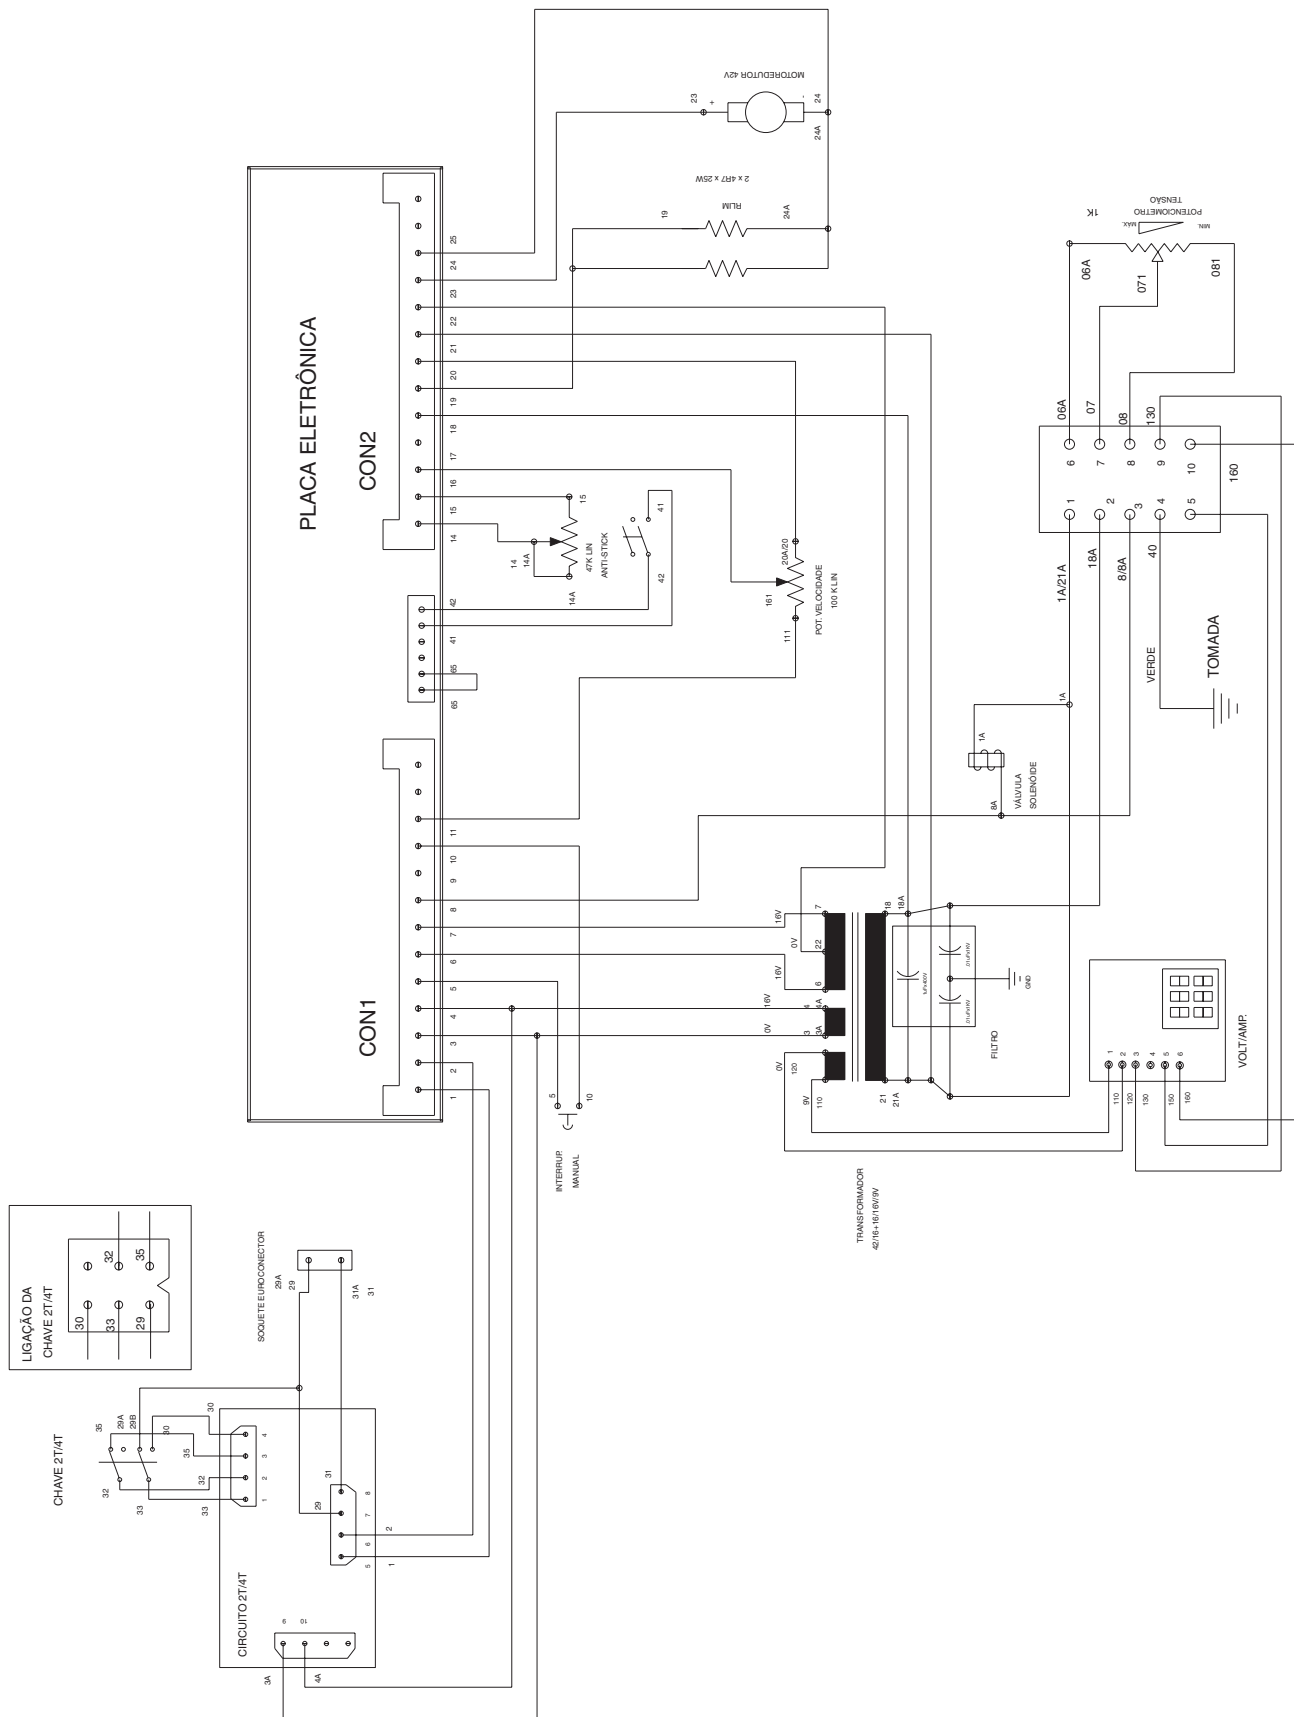 MOTOREDUTOR 42V
23
+
-
24
24A
2 x 4R7 x 25W
RLIM
19
24A
PLACA ELETRÔNICA
CON2
25
24
23
22
21
20
19
18
17
16
15
14
1K
POTENCIOMETRO
TENSÃO
MÁX.
MIN.
06A
071
081
06A
07
08
130
6
7
8
9
10
1
2
3
4
5
160
1A/21A
18A
8/8A
40
VERDE
TOMADA
15
14
14A
47K LIN
ANTI-STICK
14A
41
42
42
41
65
65
20A/20
161
111
POT. VELOCIDADE
100 K LIN
1A
1A
8A
VÁLVULA
SOLENÓIDE
CON1
11
10
9
8
7
6
5
4
3
2
1
16V
7
0V
22
16V
6
16V
4
4A
0V
3
3A
0V
120
9V
110
18
18A
21
21A
1uFx400V
.01uFx1KV
.01uFx1KV
GND
FILTRO
TRANSFORMADOR
42/16+16/16V/9V
VOLT/AMP.
1
2
3
4
5
6
110
120
130
150
160
5
10
INTERRUP.
MANUAL
LIGAÇÃO DA
CHAVE 2T/4T
30
33
29
32
35
SOQUETE EUROCONECTOR
29A
29
31A
31
CHAVE 2T/4T
35
29A
29B
30
30
32
33
35
32
33
4
3
2
1
31
29
8
7
6
5
2
1
CIRCUITO 2T/4T
9
10
3A
4A